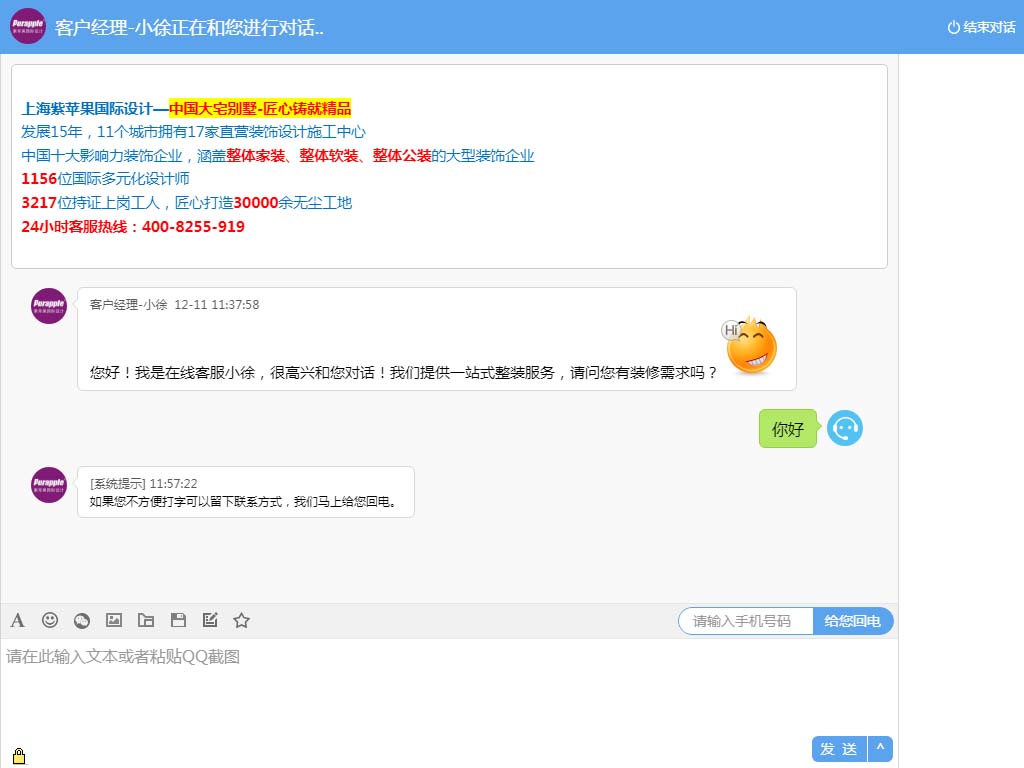 Perapple
客户经理-小徐正在和您进行对话..
结束对话
上海紫苹果国际设计—中国大宅别墅-匠心铸就精品
发展15年，11个城市拥有17家直营装饰设计施工中心
中国十大影响力装饰企业，涵盖整体家装、整体软装、整体公装的大型装饰企业
1156位国际多元化设计师
3217位持证上岗工人，匠心打造30000余无尘工地
24小时客服热线：400-8255-919
Perapple
客户经理-小徐 12-11 11:37:58
Hi
您好！我是在线客服小徐，很高兴和您对话！我们提供一站式整装服务，请问您有装修需求吗？
你好
Perapple
[系统提示] 11:57:22
如果您不方便打字可以留下联系方式，我们马上给您回电。
请输入手机号码
给您回电
请在此输入文本或者粘贴QQ截图
发 送